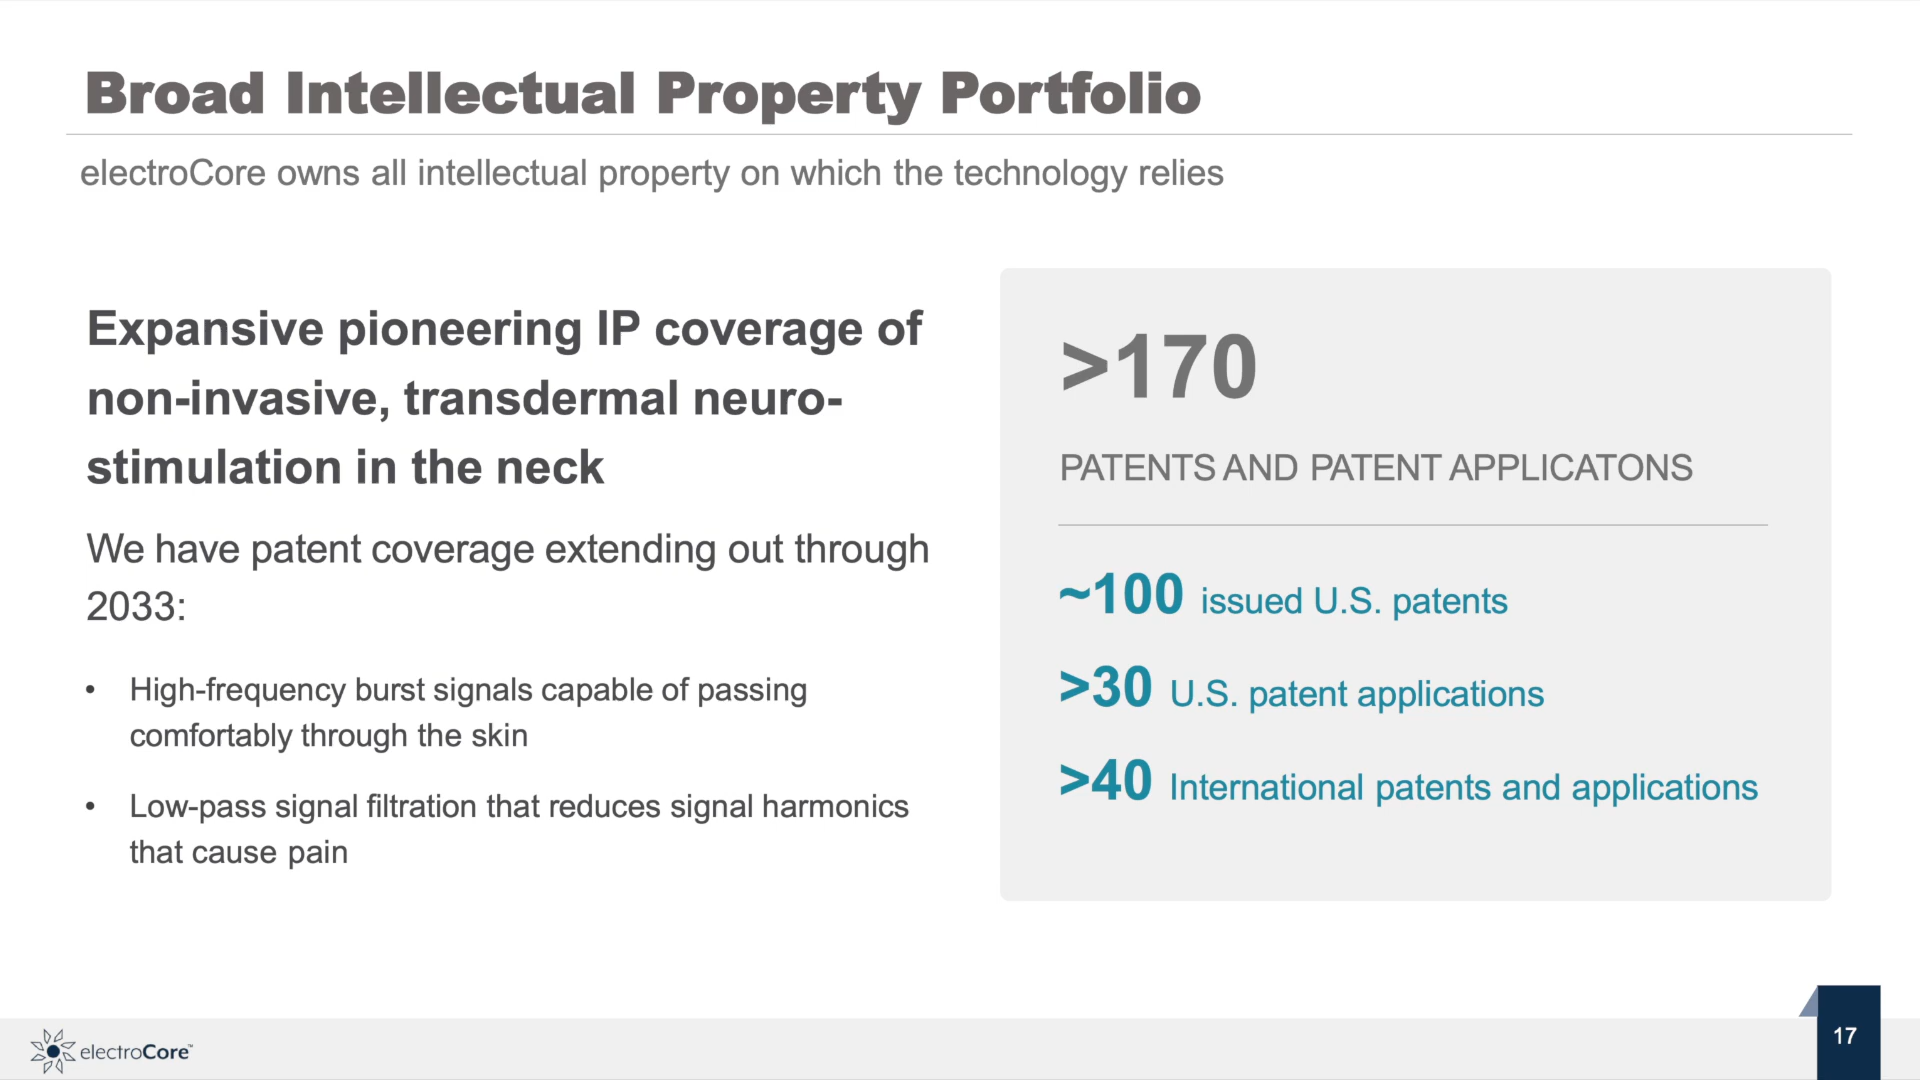 Broad Intellectual Property Portfolio
electroCore owns all intellectual property on which the technology relies
Expansive pioneering IP coverage of
non-invasive, transdermal neuro-
stimulation in the neck
We have patent coverage extending out through
2033:
• High-frequency burst signals capable of passing
comfortably through the skin
• Low-pass signal filtration that reduces signal harmonics
that cause pain
>170
PATENTS AND PATENT APPLICATONS
~100 issued U.S. patents
>30 U.S. patent applications
>40 International patents and applications
electroCore™
17